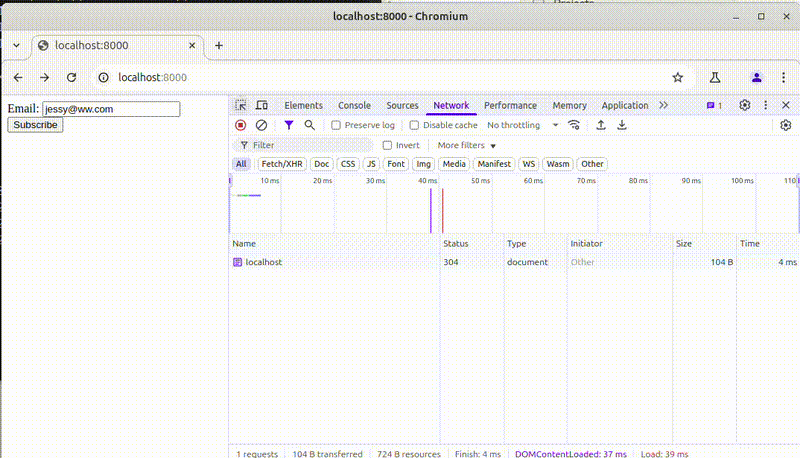 Projects
localhost:8000 - Chromium
localhost:8000
localhost:8000
Email: jessy@ww.com
Subscribe
Elements Console Sources Network Performance Memory Application 1
Preserve log Disable cache No throttling
Filter Invert More filters
All Fetch/XHR Doc CSS JS Font Img Media Manifest WS Wasm Other
10 ms 20 ms 30 ms 40 ms 50 ms 60 ms 70 ms 80 ms 90 ms 100 ms 110
Name Status Type Initiator Size Time
localhost 304 document Other 104 B 4 ms
1 requests 104 B transferred 724 B resources Finish: 4 ms DOMContentLoaded: 37 ms Load: 39 ms